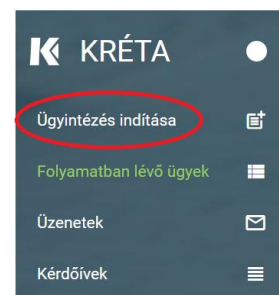 KRÉTA
Ügyintézés indítása
Folyamatban lévő ügyek
Üzenetek
Kérdőívek